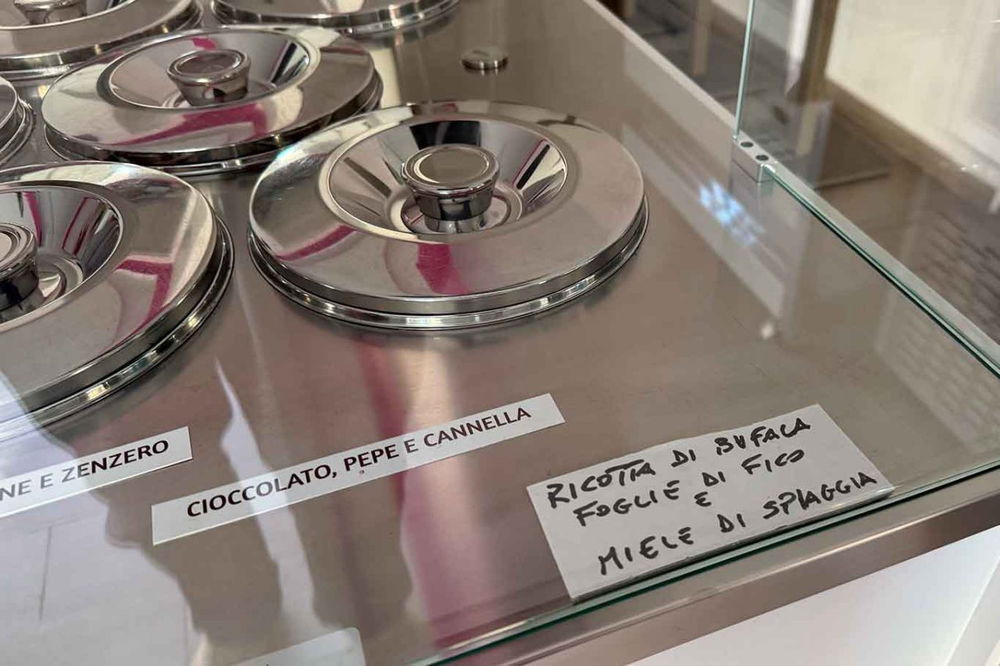 NE E ZENZERO
CIOCCOLATO, PEPE E CANNELLA
RICOTTA DI BUFALA
FOGLIE DI FICO
E
MIELE DI SPIAGGIA